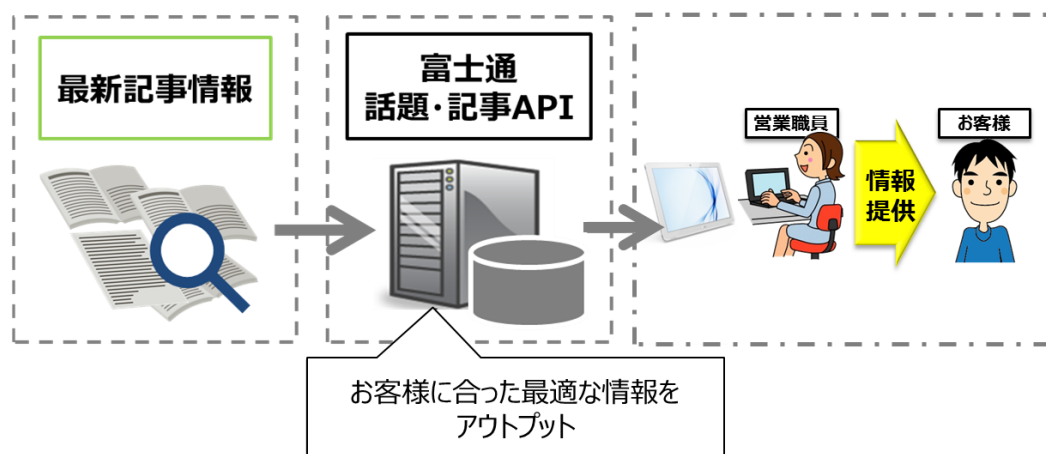 最新記事情報
富士通
話題・記事API
営業職員
お客様
情報
提供
お客様に合った最適な情報を
アウトプット